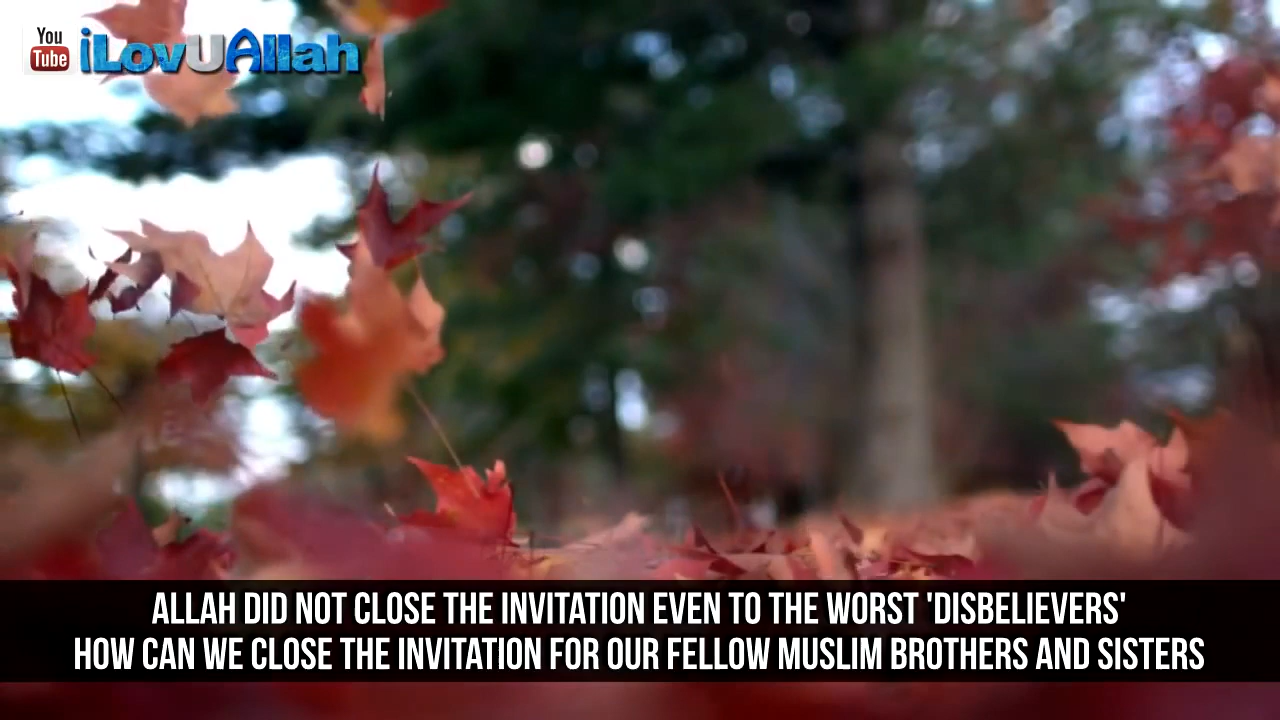 You
Tube iLovUAllah
ALLAH DID NOT CLOSE THE INVITATION EVEN TO THE WORST 'DISBELIEVERS'
HOW CAN WE CLOSE THE INVITATION FOR OUR FELLOW MUSLIM BROTHERS AND SISTERS